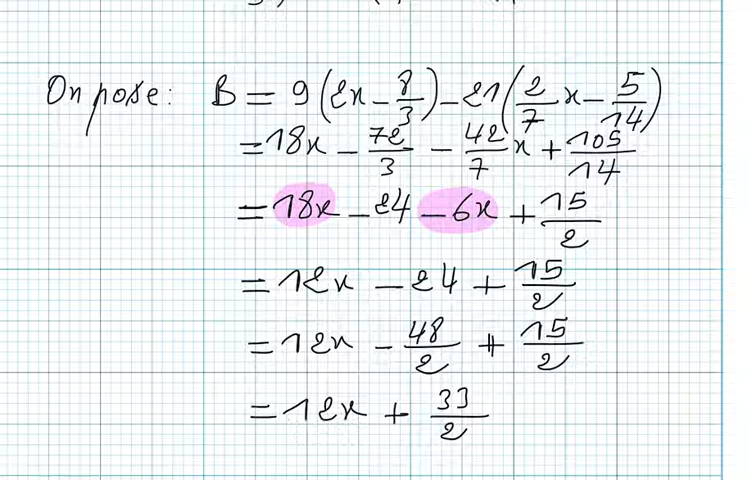 On pose : B = 9(2x - 8/3) - 21(2/7 x - 5/14)
= 18x - 72/3 - 42/7 x + 105/14
= 18x - 24 - 6x + 15/2
= 12x - 24 + 15/2
= 12x - 48/2 + 15/2
= 12x + 33/2